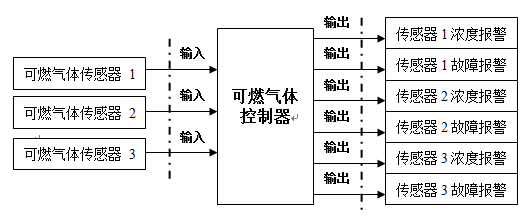 可燃气体传感器 1
可燃气体传感器 2
可燃气体传感器 3
输入
输入
输入
可燃气体
控制器
输出
输出
输出
输出
输出
输出
传感器 1 浓度报警
传感器 1 故障报警
传感器 2 浓度报警
传感器 2 故障报警
传感器 3 浓度报警
传感器 3 故障报警